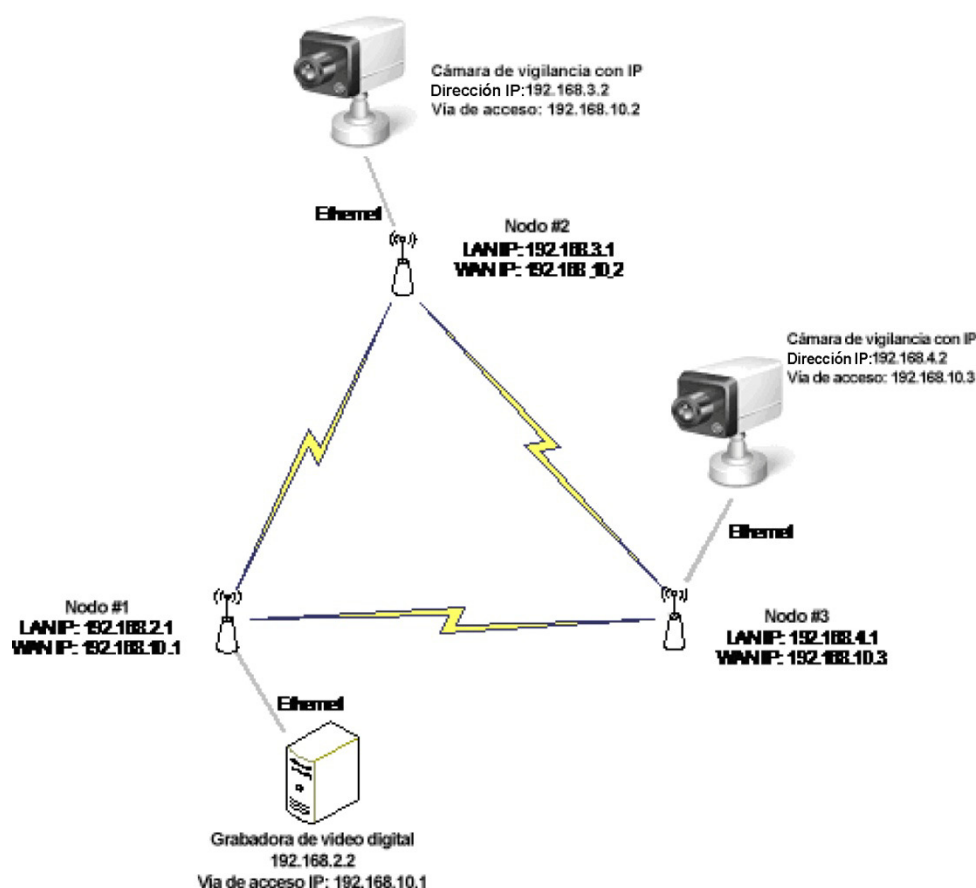 Cámara de vigilancia con IP
Dirección IP:192.168.3.2
Vía de acceso: 192.168.10.2
Ethernet
Nodo #2
LAN IP: 192.168.3.1
WAN IP: 192.168.10.2
Cámara de vigilancia con IP
Dirección IP:192.168.4.2
Vía de acceso: 192.168.10.3
Ethernet
Nodo #1
LAN IP: 192.168.2.1
WAN IP: 192.168.10.1
Nodo #3
LAN IP: 192.168.4.1
WAN IP: 192.168.10.3
Ethernet
Grabadora de video digital
192.168.2.2
Vía de acceso IP: 192.168.10.1